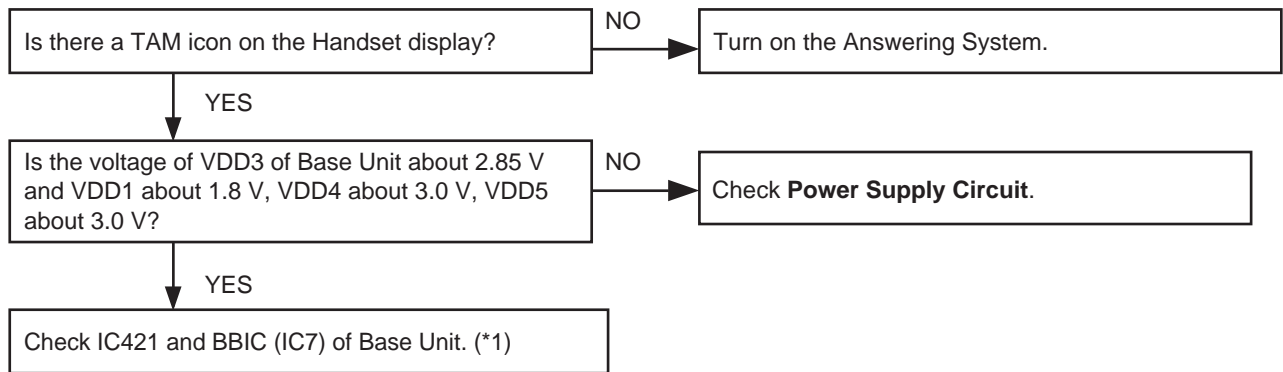 Is there a TAM icon on the Handset display?
NO
Turn on the Answering System.
YES
Is the voltage of VDD3 of Base Unit about 2.85 V
and VDD1 about 1.8 V, VDD4 about 3.0 V, VDD5
about 3.0 V?
NO
Check Power Supply Circuit.
YES
Check IC421 and BBIC (IC7) of Base Unit. (*1)